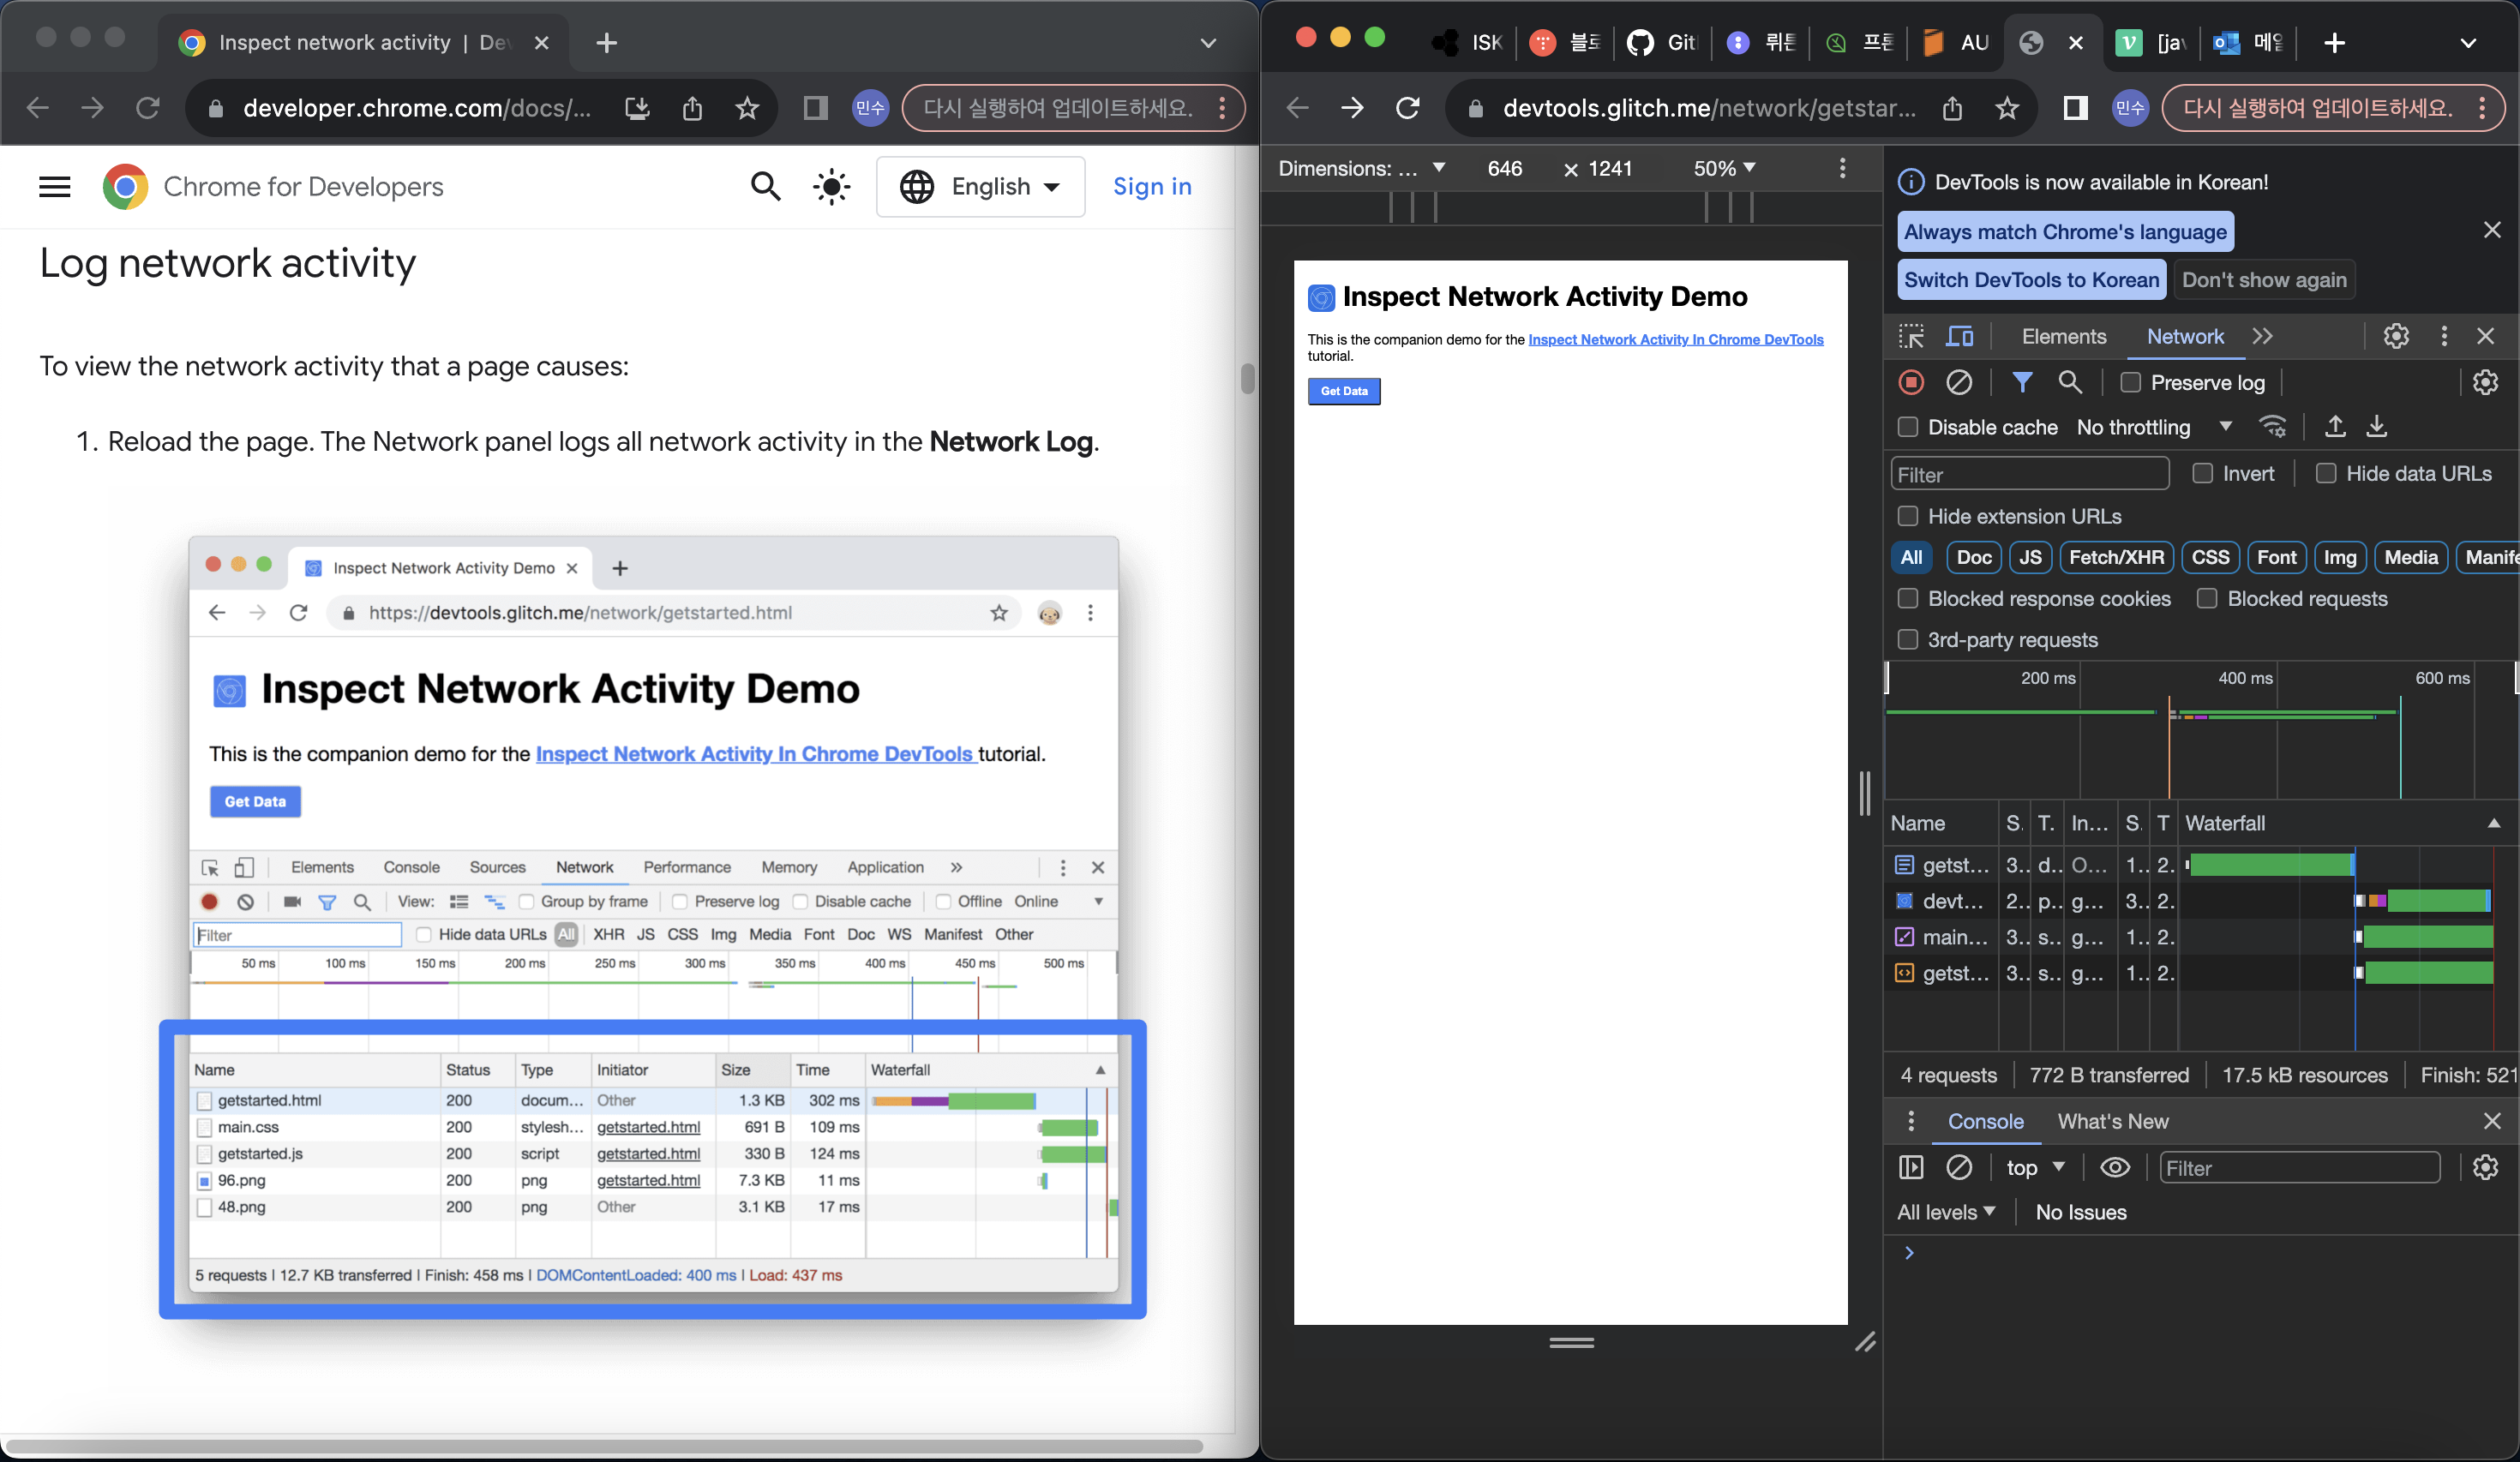 Inspect network activity | Dev
developer.chrome.com/docs/...
민수
다시 실행하여 업데이트하세요.
Chrome for Developers
English
Sign in
Log network activity
To view the network activity that a page causes:
1. Reload the page. The Network panel logs all network activity in the Network Log.
Inspect Network Activity Demo
https://devtools.glitch.me/network/getstarted.html
Inspect Network Activity Demo
This is the companion demo for the Inspect Network Activity In Chrome DevTools tutorial.
Get Data
Elements Console Sources Network Performance Memory Application
View: Group by frame Preserve log Disable cache Offline Online
Filter Hide data URLs All XHR JS CSS Img Media Font Doc WS Manifest Other
50 ms 100 ms 150 ms 200 ms 250 ms 300 ms 350 ms 400 ms 450 ms 500 ms
Name Status Type Initiator Size Time Waterfall
getstarted.html 200 docum... Other 1.3 KB 302 ms
main.css 200 stylesh... getstarted.html 691 B 109 ms
getstarted.js 200 script getstarted.html 330 B 124 ms
96.png 200 png getstarted.html 7.3 KB 11 ms
48.png 200 png Other 3.1 KB 17 ms
5 requests | 12.7 KB transferred | Finish: 458 ms | DOMContentLoaded: 400 ms | Load: 437 ms
ISK 블로 Git 뤼튼 프론 AU [jav 메일
devtools.glitch.me/network/getstar...
민수
다시 실행하여 업데이트하세요.
Dimensions: ... 646 × 1241 50%
Inspect Network Activity Demo
This is the companion demo for the Inspect Network Activity In Chrome DevTools
tutorial.
Get Data
DevTools is now available in Korean!
Always match Chrome's language
Switch DevTools to Korean Don't show again
Elements Network
Preserve log
Disable cache No throttling
Filter Invert Hide data URLs
Hide extension URLs
All Doc JS Fetch/XHR CSS Font Img Media Manife
Blocked response cookies Blocked requests
3rd-party requests
200 ms 400 ms 600 ms
Name S. T. In... S. T Waterfall
getst... 3.. d.. O... 1.. 2.
devt... 2.. p.. g... 3.. 2.
main... 3.. s.. g... 1.. 2.
getst... 3.. s.. g... 1.. 2.
4 requests 772 B transferred 17.5 kB resources Finish: 521
Console What's New
top Filter
All levels No Issues